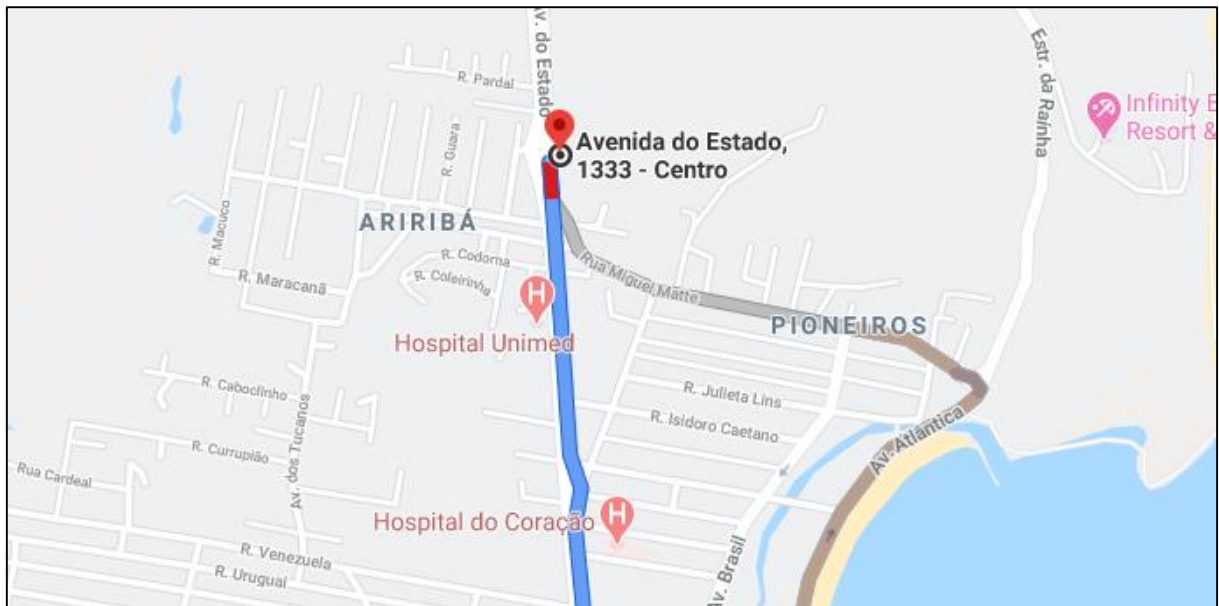 Av. do Estado
Estr. da Rainha
R. Pardal
Infinity B
Resort &
R. Guara
Avenida do Estado,
1333 - Centro
R. Macuco
ARIRIBÁ
R. Codorna
R. Coleirinha
Rua Miguel Matte
R. Maracanã
H
PIONEIROS
Hospital Unimed
R. Caboclinho
R. Julieta Lins
R. Isidoro Caetano
Av. Atlântica
Av. dos Tucanos
R. Currupião
Rua Cardeal
H
Hospital do Coração
R. Venezuela
Av. Brasil
R. Uruguai